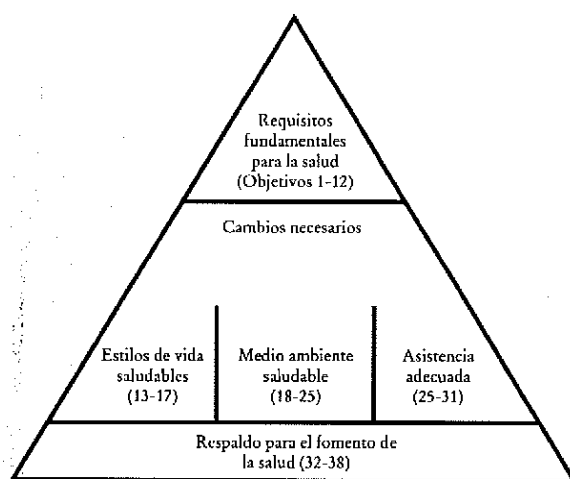 Requisitos
fundamentales
para la salud
(Objetivos 1-12)
Cambios necesarios
Estilos de vida
saludables
(13-17)
Medio ambiente
saludable
(18-25)
Asistencia
adecuada
(25-31)
Respaldo para el fomento de
la salud (32-38)